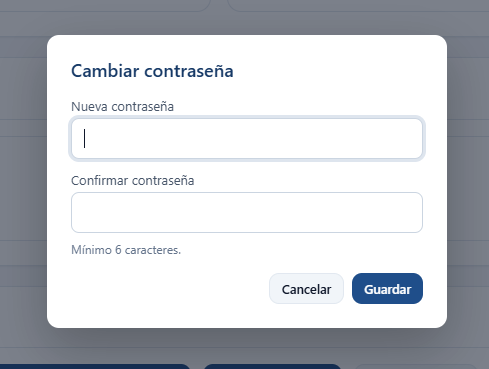 Cambiar contraseña
Nueva contraseña
Confirmar contraseña
Mínimo 6 caracteres.
Cancelar
Guardar